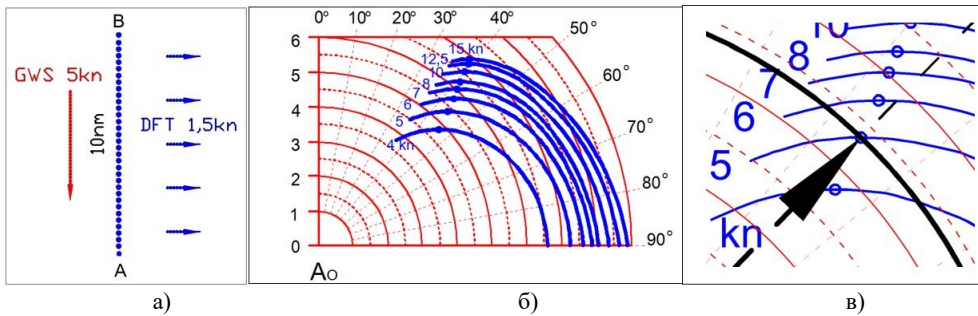 B
GWS 5kn
10nm
DFT 1,5kn
A
а)
0° 10° 20° 30° 40°
50°
60°
70°
80°
90°
6
5
4
3
2
1
0
15 kn
12,5
10
8
7
6
5
4 kn
Ao
б)
10
8
7
6
5
kn
в)